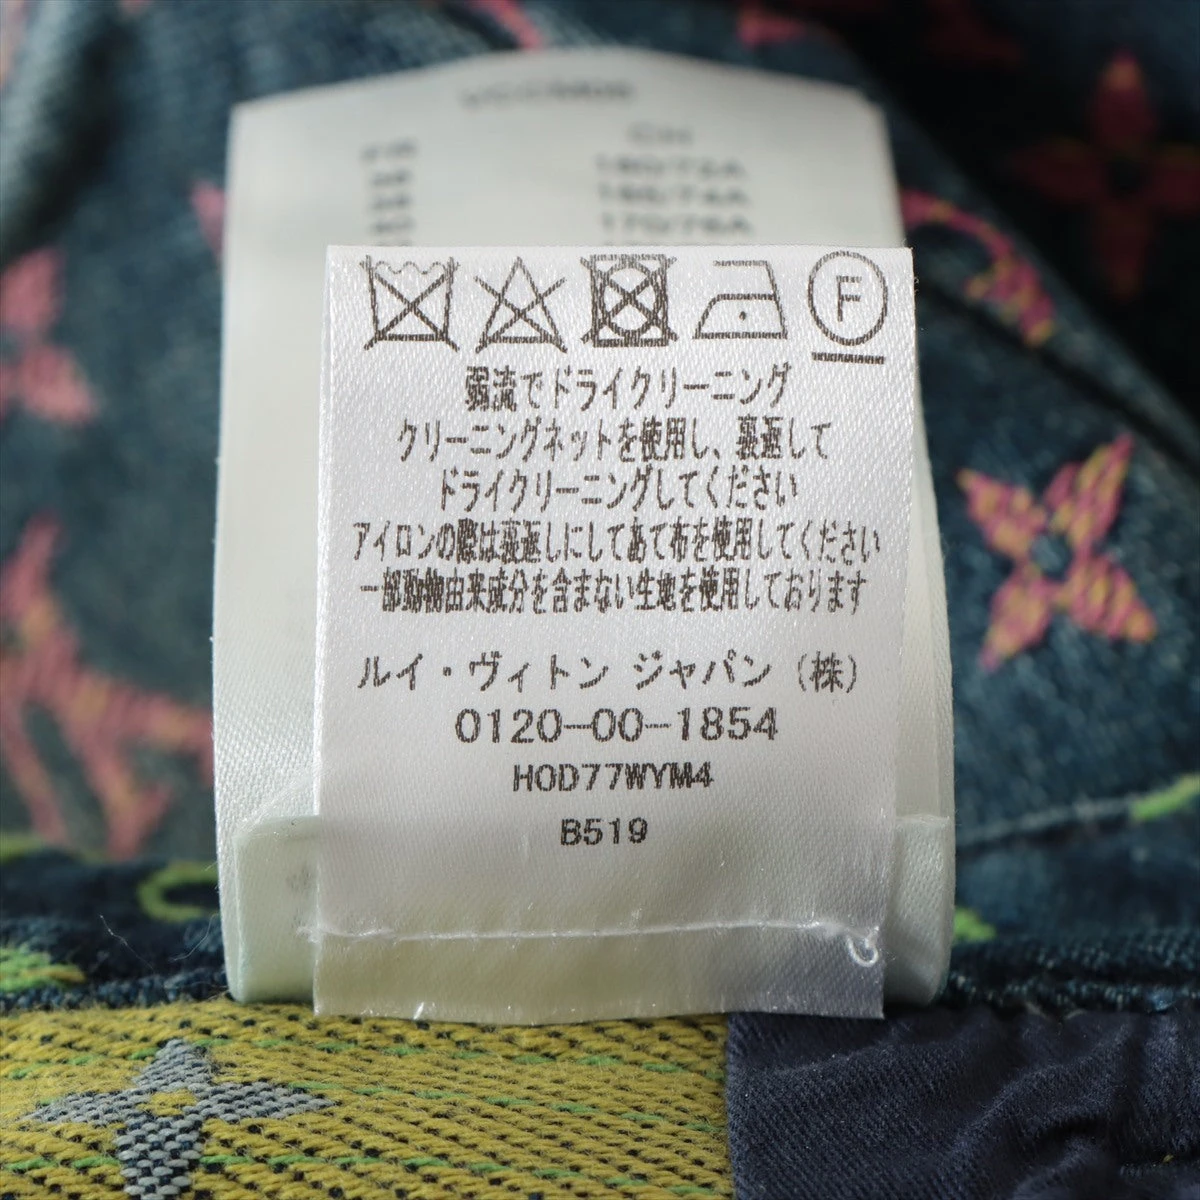 CH
165/74A
170/76A
F
弱流でドライクリーニング
クリーニングネットを使用し、裏返して
ドライクリーニングしてください
アイロンの際は裏返しにしてあて布を使用してください
一部動物由来成分を含まない生地を使用しております
ルイ・ヴィトン ジャパン（株）
0120-00-1854
HOD77WYM4
B519